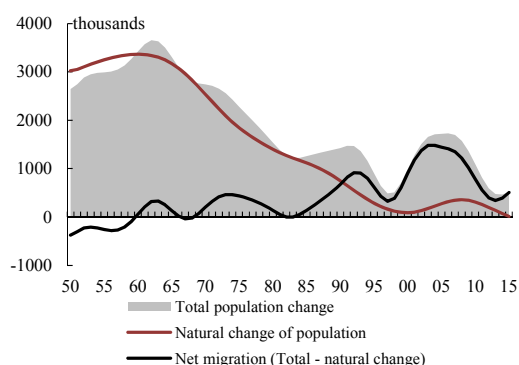 thousands
4000
3000
2000
1000
0
-1000
50 55 60 65 70 75 80 85 90 95 00 05 10 15
Total population change
Natural change of population
Net migration (Total - natural change)